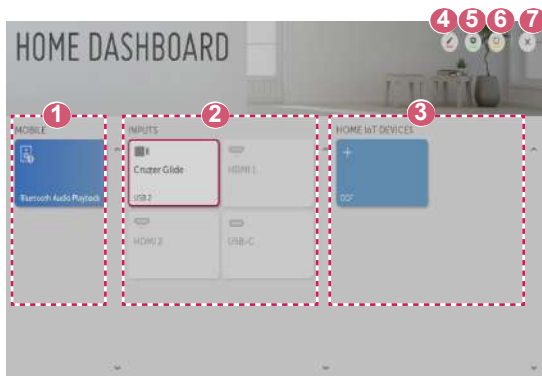 4 5 6 7
HOME DASHBOARD
1 2 3
MOBILE INPUTS HOME IoT DEVICES
Cruzer Glide HDMI 1
Bluetooth Audio Playback USB 2 OCF
HDMI 2 USB-C